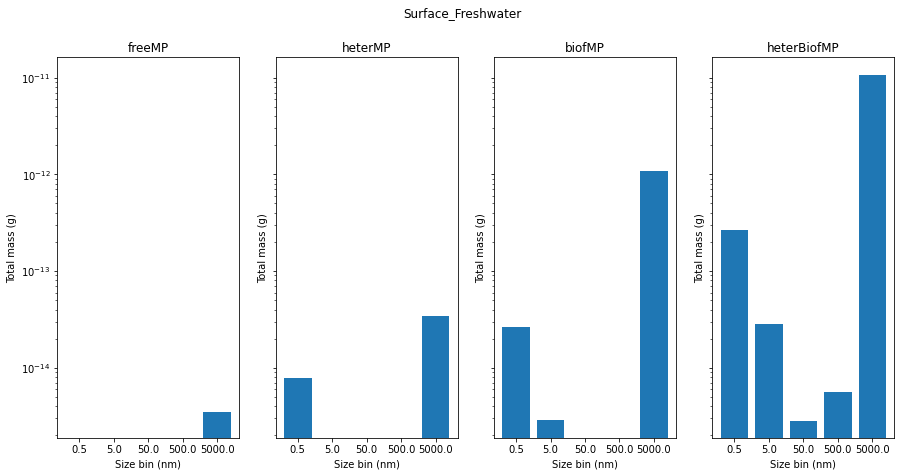 Surface_Freshwater
freeMP
heterMP
biofMP
heterBiofMP
Total mass (g)
10⁻¹¹
10⁻¹²
10⁻¹³
10⁻¹⁴
0.5 5.0 50.0 500.0 5000.0
Size bin (nm)
Total mass (g)
0.5 5.0 50.0 500.0 5000.0
Size bin (nm)
Total mass (g)
0.5 5.0 50.0 500.0 5000.0
Size bin (nm)
Total mass (g)
0.5 5.0 50.0 500.0 5000.0
Size bin (nm)